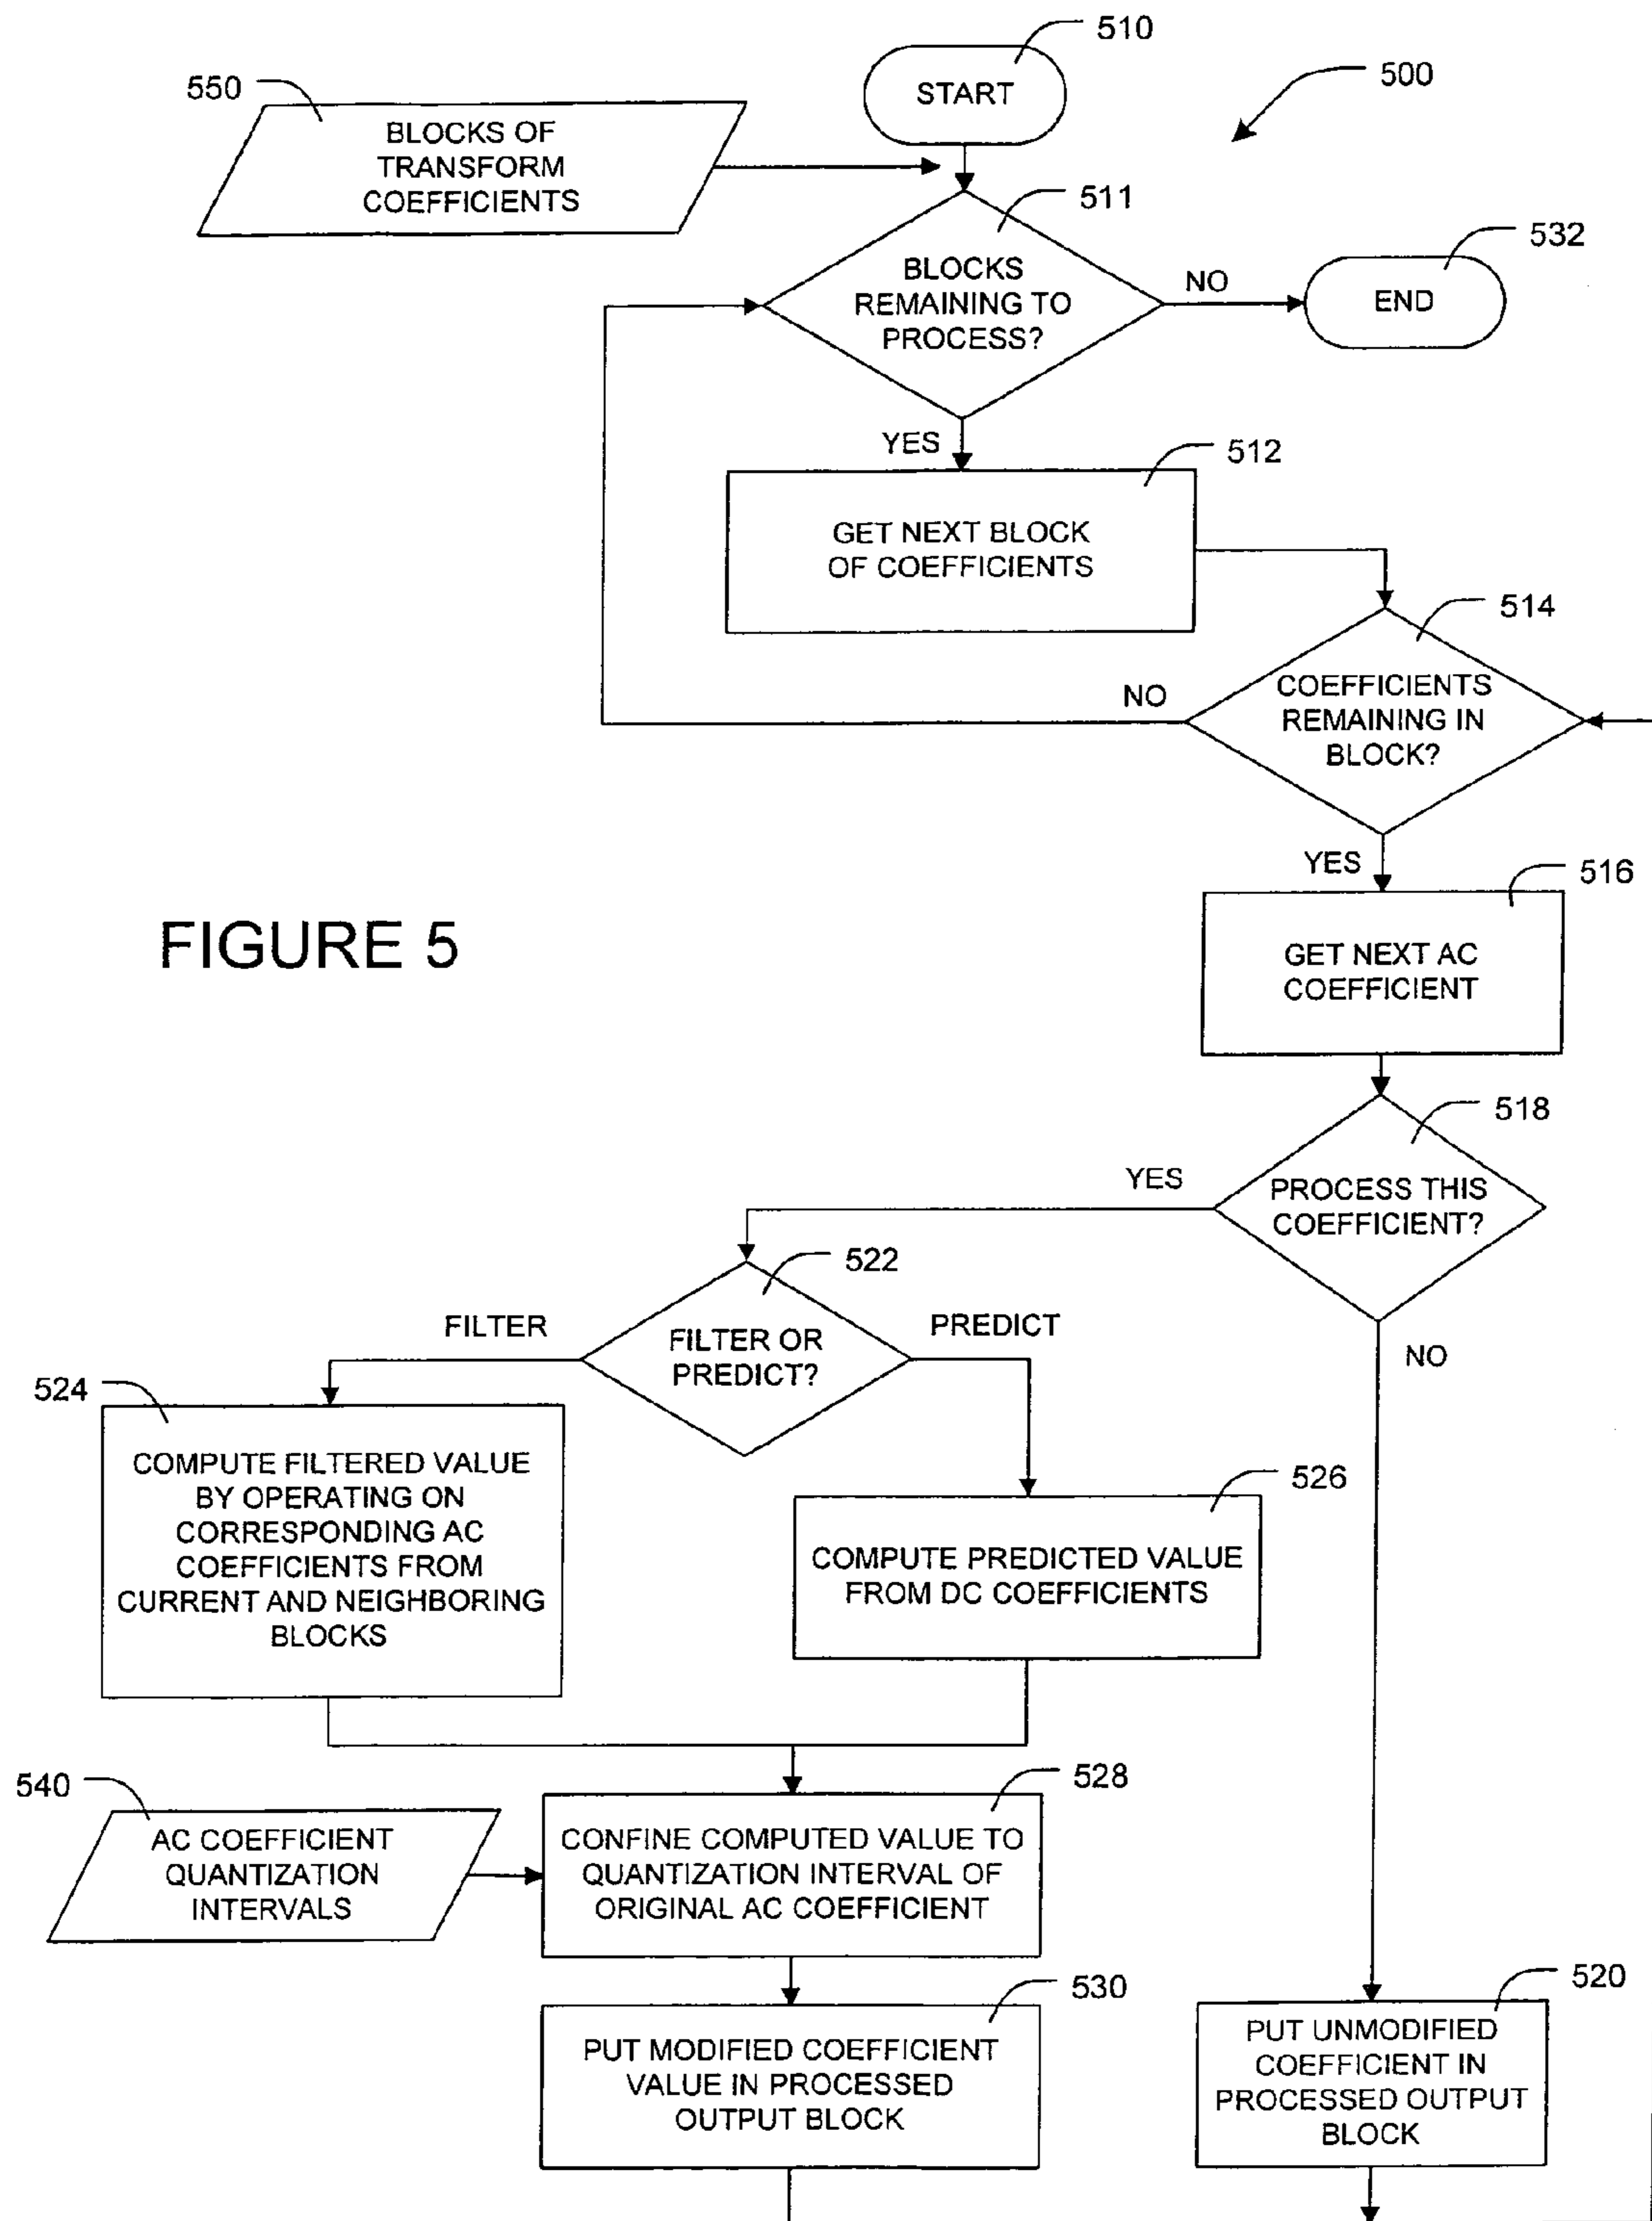 510
START
500
550
BLOCKS OF
TRANSFORM
COEFFICIENTS
511
BLOCKS
REMAINING TO
PROCESS?
NO
532
END
YES
512
GET NEXT BLOCK
OF COEFFICIENTS
514
COEFFICIENTS
REMAINING IN
BLOCK?
NO
YES
516
GET NEXT AC
COEFFICIENT
FIGURE 5
518
PROCESS THIS
COEFFICIENT?
YES
NO
522
FILTER OR
PREDICT?
FILTER
PREDICT
524
COMPUTE FILTERED VALUE
BY OPERATING ON
CORRESPONDING AC
COEFFICIENTS FROM
CURRENT AND NEIGHBORING
BLOCKS
526
COMPUTE PREDICTED VALUE
FROM DC COEFFICIENTS
540
AC COEFFICIENT
QUANTIZATION
INTERVALS
528
CONFINE COMPUTED VALUE TO
QUANTIZATION INTERVAL OF
ORIGINAL AC COEFFICIENT
530
PUT MODIFIED COEFFICIENT
VALUE IN PROCESSED
OUTPUT BLOCK
520
PUT UNMODIFIED
COEFFICIENT IN
PROCESSED OUTPUT
BLOCK